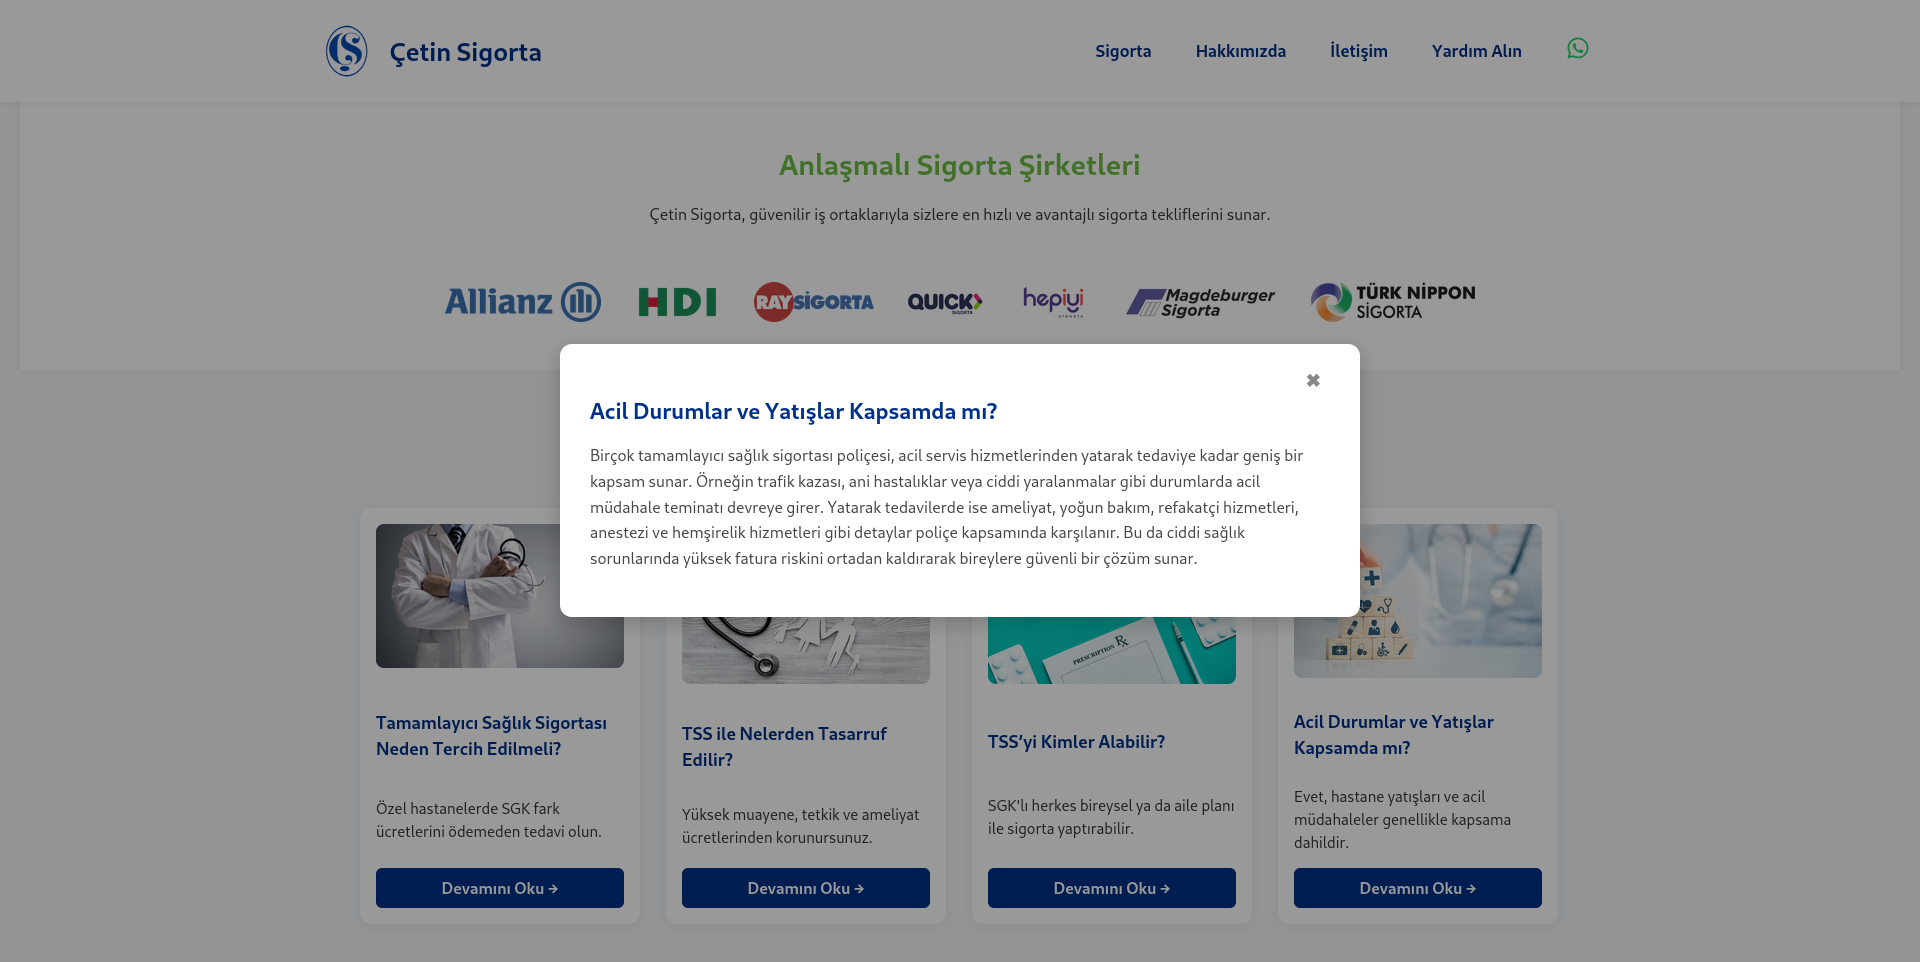 Çetin Sigorta
Sigorta
Hakkımızda
İletişim
Yardım Alın
Anlaşmalı Sigorta Şirketleri
Çetin Sigorta, güvenilir iş ortaklarıyla sizlere en hızlı ve avantajlı sigorta tekliflerini sunar.
Allianz
HDI
RAY SİGORTA
QUICK
SIGORTA
hepiyi
SİGORTA
Magdeburger
Sigorta
TÜRK NİPPON
SİGORTA
✖
Acil Durumlar ve Yatışlar Kapsamda mı?
Birçok tamamlayıcı sağlık sigortası poliçesi, acil servis hizmetlerinden yatarak tedaviye kadar geniş bir
kapsam sunar. Örneğin trafik kazası, ani hastalıklar veya ciddi yaralanmalar gibi durumlarda acil
müdahale teminatı devreye girer. Yatarak tedavilerde ise ameliyat, yoğun bakım, refakatçi hizmetleri,
anestezi ve hemşirelik hizmetleri gibi detaylar poliçe kapsamında karşılanır. Bu da ciddi sağlık
sorunlarında yüksek fatura riskini ortadan kaldırarak bireylere güvenli bir çözüm sunar.
PRESCRIPTION Rx
Tamamlayıcı Sağlık Sigortası
Neden Tercih Edilmeli?
Özel hastanelerde SGK fark
ücretlerini ödemeden tedavi olun.
Devamını Oku →
TSS ile Nelerden Tasarruf
Edilir?
Yüksek muayene, tetkik ve ameliyat
ücretlerinden korunursunuz.
Devamını Oku →
TSS’yi Kimler Alabilir?
SGK'lı herkes bireysel ya da aile planı
ile sigorta yaptırabilir.
Devamını Oku →
Acil Durumlar ve Yatışlar
Kapsamda mı?
Evet, hastane yatışları ve acil
müdahaleler genellikle kapsama
dahildir.
Devamını Oku →